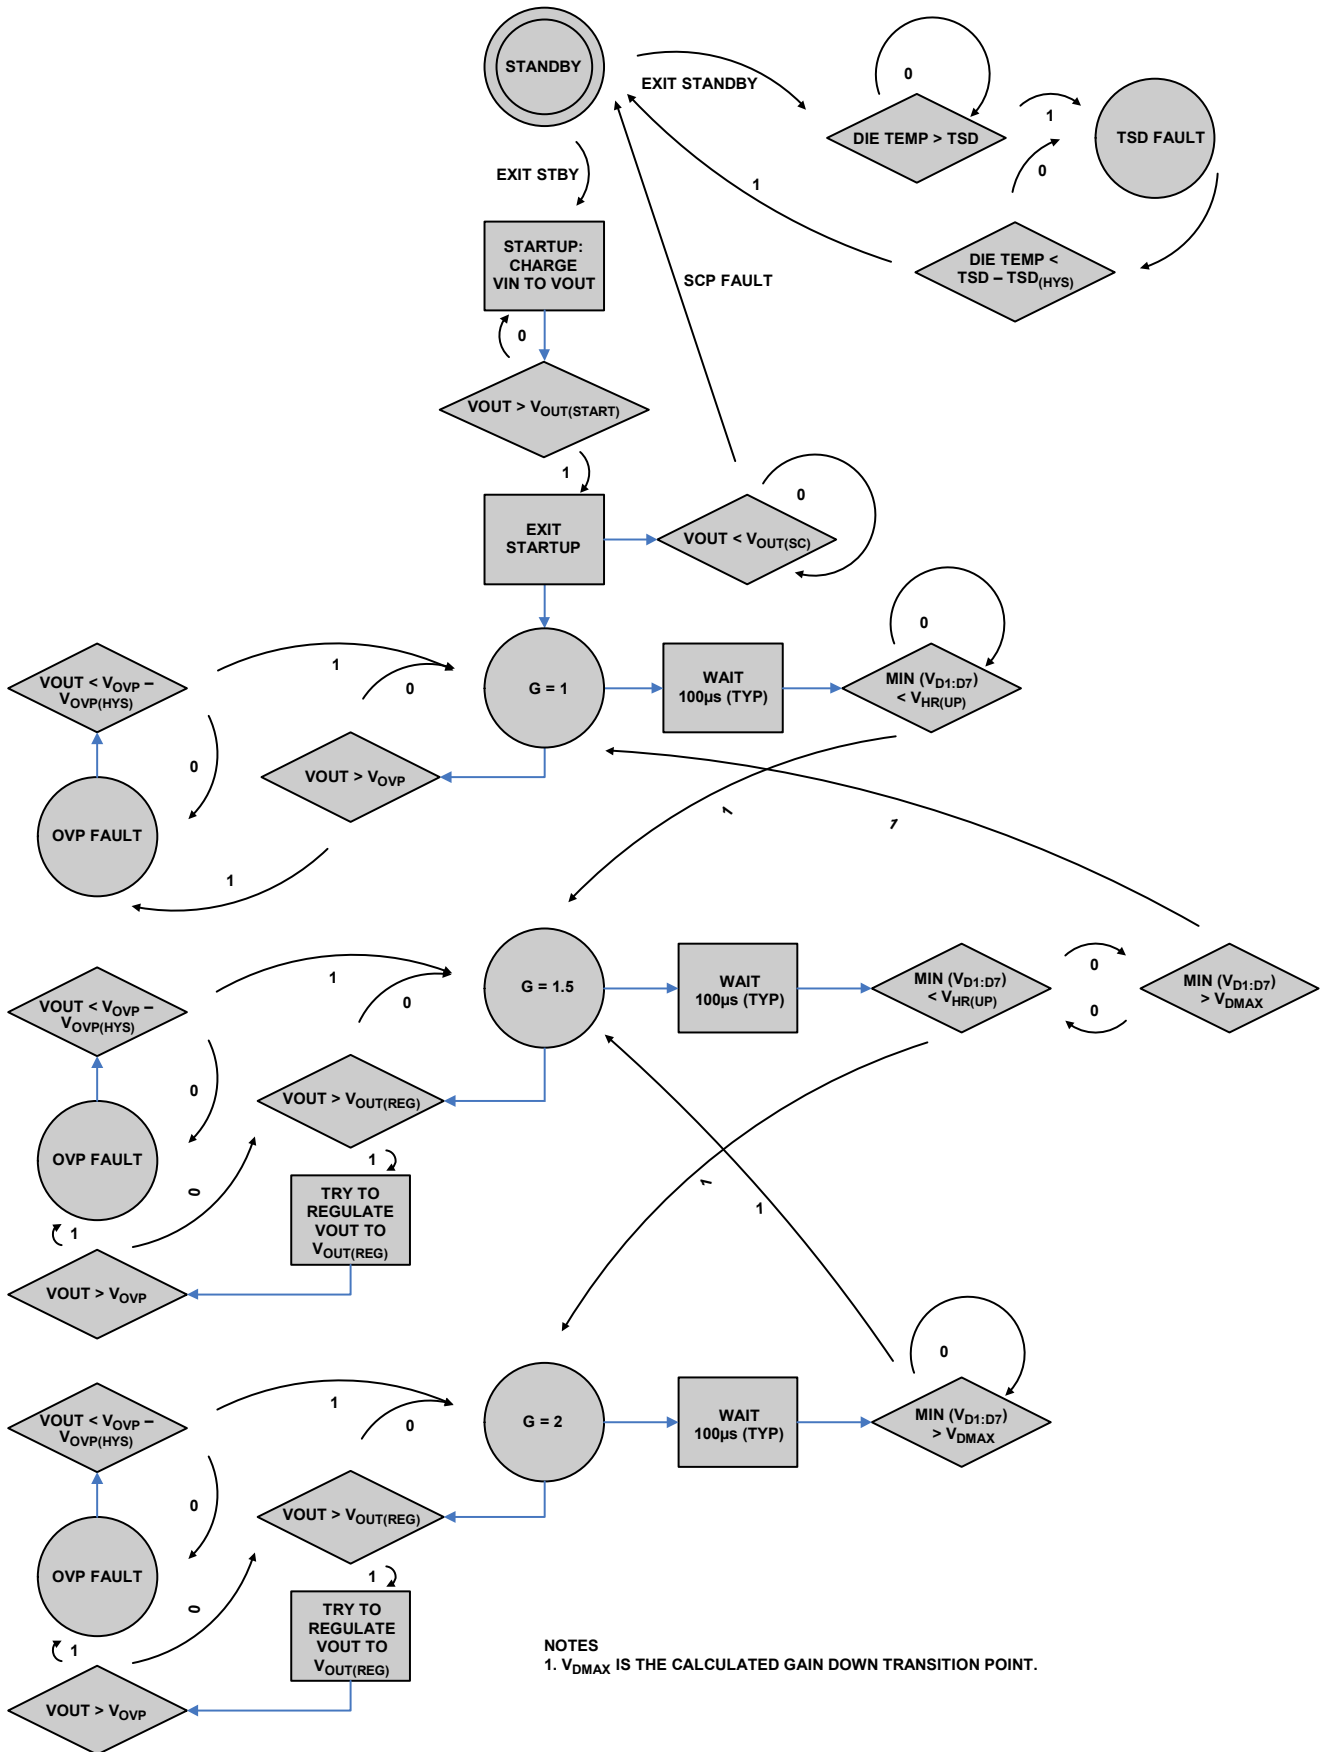 STANDBY
EXIT STANDBY
0
DIE TEMP > TSD
1
TSD FAULT
0
EXIT STBY
1
DIE TEMP <
TSD – TSD(HYS)
STARTUP:
CHARGE
VIN TO VOUT
0
SCP FAULT
VOUT > VOUT(START)
1
EXIT
STARTUP
VOUT < VOUT(SC)
0
VOUT < VOVP –
VOVP(HYS)
1
0
G = 1
WAIT
100µs (TYP)
MIN (VD1:D7)
< VHR(UP)
0
0
VOUT > VOVP
OVP FAULT
1
1
1
VOUT < VOVP –
VOVP(HYS)
1
0
G = 1.5
WAIT
100µs (TYP)
MIN (VD1:D7)
< VHR(UP)
0
0
MIN (VD1:D7)
> VDMAX
0
VOUT > VOUT(REG)
OVP FAULT
1
0
TRY TO
REGULATE
VOUT TO
VOUT(REG)
1
VOUT > VOVP
1
1
VOUT < VOVP –
VOVP(HYS)
1
0
G = 2
WAIT
100µs (TYP)
MIN (VD1:D7)
> VDMAX
0
0
VOUT > VOUT(REG)
OVP FAULT
1
0
TRY TO
REGULATE
VOUT TO
VOUT(REG)
1
VOUT > VOVP
NOTES
1. VDMAX IS THE CALCULATED GAIN DOWN TRANSITION POINT.